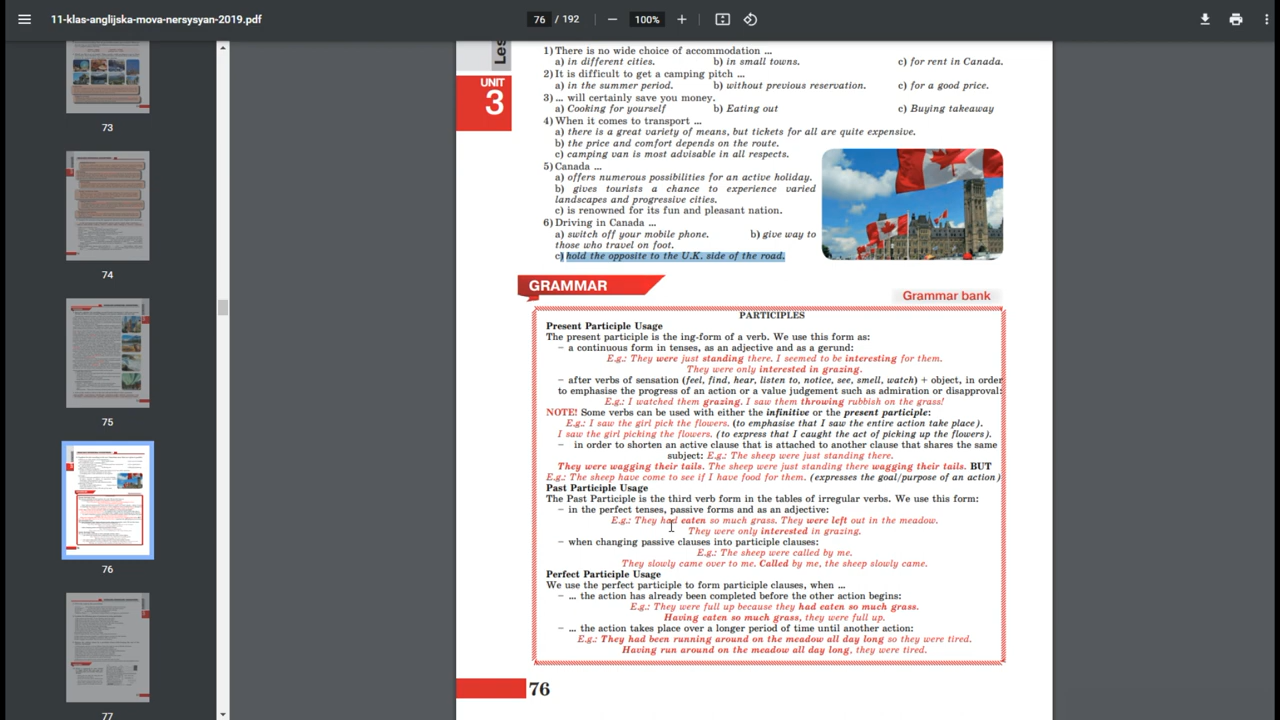 11-klas-anglijska-mova-nersysyan-2019.pdf
76 / 192
100%
73
74
75
76
77
Les
UNIT
3
1) There is no wide choice of accommodation ...
a) in different cities. b) in small towns. c) for rent in Canada.
2) It is difficult to get a camping pitch ...
a) in the summer period. b) without previous reservation. c) for a good price.
3) ... will certainly save you money.
a) Cooking for yourself b) Eating out c) Buying takeaway
4) When it comes to transport ...
a) there is a great variety of means, but tickets for all are quite expensive.
b) the price and comfort depends on the route.
c) camping van is most advisable in all respects.
5) Canada ...
a) offers numerous possibilities for an active holiday.
b) gives tourists a chance to experience varied
landscapes and progressive cities.
c) is renowned for its fun and pleasant nation.
6) Driving in Canada ...
a) switch off your mobile phone. b) give way to
those who travel on foot.
c) hold the opposite to the U.K. side of the road.
GRAMMAR
Grammar bank
PARTICIPLES
Present Participle Usage
The present participle is the ing-form of a verb. We use this form as:
– a continuous form in tenses, as an adjective and as a gerund:
E.g.: They were just standing there. I seemed to be interesting for them.
They were only interested in grazing.
– after verbs of sensation (feel, find, hear, listen to, notice, see, smell, watch) + object, in order
to emphasise the progress of an action or a value judgement such as admiration or disapproval:
E.g.: I watched them grazing. I saw them throwing rubbish on the grass!
NOTE! Some verbs can be used with either the infinitive or the present participle:
E.g.: I saw the girl pick the flowers. (to emphasise that I saw the entire action take place).
I saw the girl picking the flowers. (to express that I caught the act of picking up the flowers).
– in order to shorten an active clause that is attached to another clause that shares the same
subject: E.g.: The sheep were just standing there.
They were wagging their tails. The sheep were just standing there wagging their tails. BUT
E.g.: The sheep have come to see if I have food for them. (expresses the goal/purpose of an action)
Past Participle Usage
The Past Participle is the third verb form in the tables of irregular verbs. We use this form:
– in the perfect tenses, passive forms and as an adjective:
E.g.: They had eaten so much grass. They were left out in the meadow.
They were only interested in grazing.
– when changing passive clauses into participle clauses:
E.g.: The sheep were called by me.
They slowly came over to me. Called by me, the sheep slowly came.
Perfect Participle Usage
We use the perfect participle to form participle clauses, when ...
– ... the action has already been completed before the other action begins:
E.g.: They were full up because they had eaten so much grass.
Having eaten so much grass, they were full up.
– ... the action takes place over a longer period of time until another action:
E.g.: They had been running around on the meadow all day long so they were tired.
Having run around on the meadow all day long, they were tired.
76